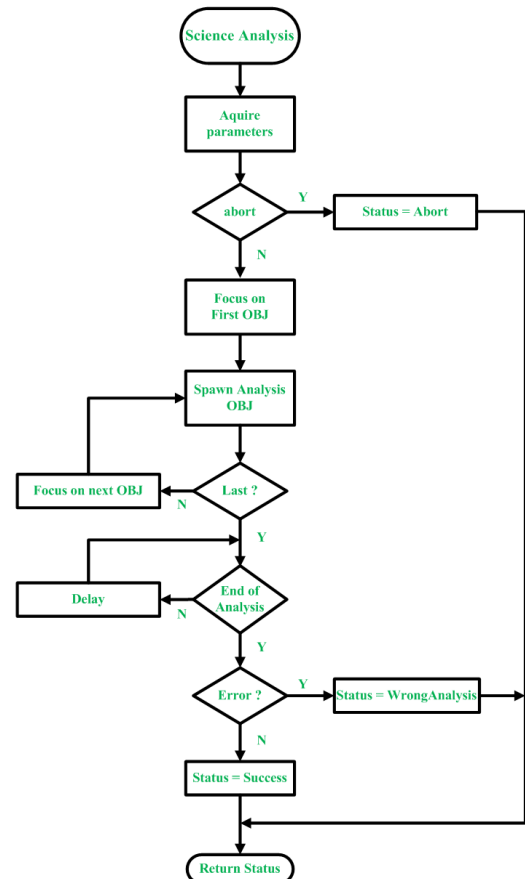 Science Analysis
Aquire
parameters
abort
Y
Status = Abort
N
Focus on
First OBJ
Spawn Analysis
OBJ
Focus on next OBJ
N
Last ?
Y
Delay
N
End of
Analysis
Y
Error ?
Y
Status = WrongAnalysis
N
Status = Success
Return Status